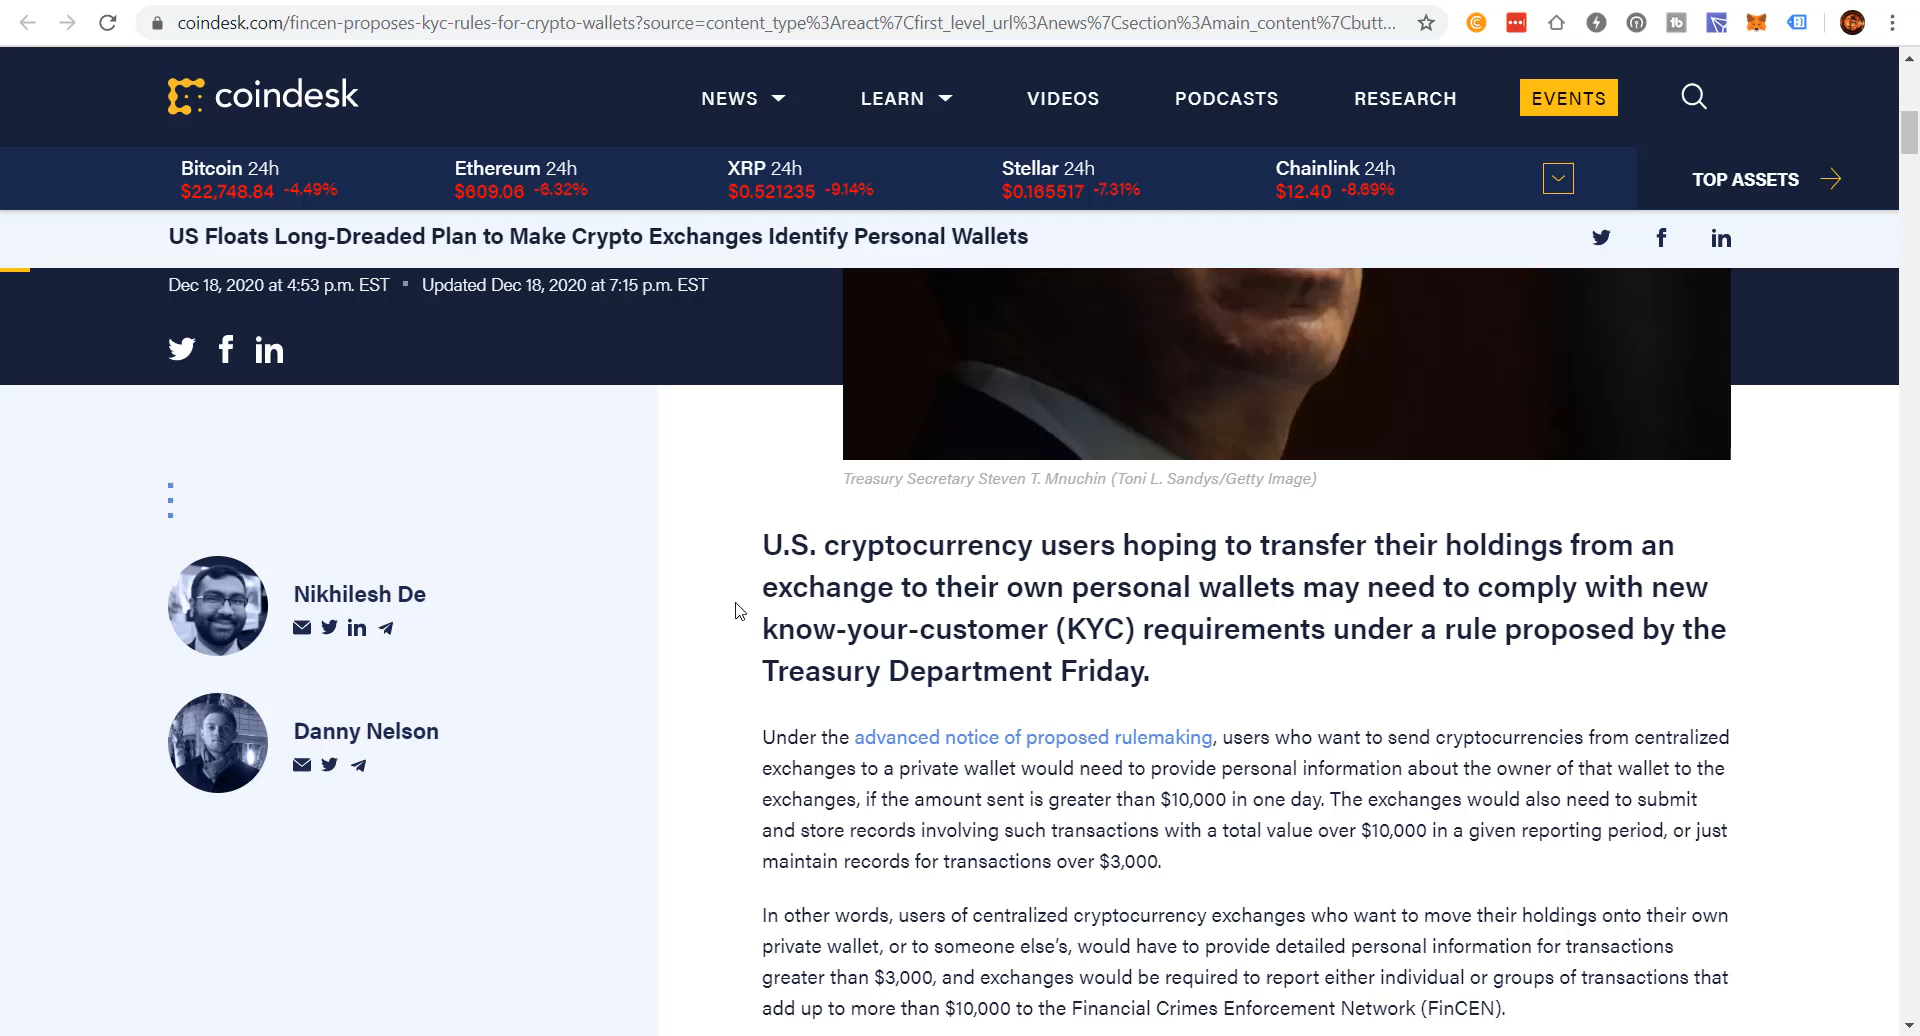 coindesk.com/fincen-proposes-kyc-rules-for-crypto-wallets?source=content_type%3Areact%7Cfirst_level_url%3Anews%7Csection%3Amain_content%7Cbutt...
coindesk
NEWS
LEARN
VIDEOS
PODCASTS
RESEARCH
EVENTS
Bitcoin 24h
$22,748.84 -4.49%
Ethereum 24h
$609.06 -6.32%
XRP 24h
$0.521235 -9.14%
Stellar 24h
$0.165517 -7.31%
Chainlink 24h
$12.40 -8.69%
TOP ASSETS
US Floats Long-Dreaded Plan to Make Crypto Exchanges Identify Personal Wallets
Dec 18, 2020 at 4:53 p.m. EST ▪ Updated Dec 18, 2020 at 7:15 p.m. EST
Treasury Secretary Steven T. Mnuchin (Toni L. Sandys/Getty Image)
Nikhilesh De
Danny Nelson
U.S. cryptocurrency users hoping to transfer their holdings from an
exchange to their own personal wallets may need to comply with new
know-your-customer (KYC) requirements under a rule proposed by the
Treasury Department Friday.
Under the advanced notice of proposed rulemaking, users who want to send cryptocurrencies from centralized
exchanges to a private wallet would need to provide personal information about the owner of that wallet to the
exchanges, if the amount sent is greater than $10,000 in one day. The exchanges would also need to submit
and store records involving such transactions with a total value over $10,000 in a given reporting period, or just
maintain records for transactions over $3,000.
In other words, users of centralized cryptocurrency exchanges who want to move their holdings onto their own
private wallet, or to someone else's, would have to provide detailed personal information for transactions
greater than $3,000, and exchanges would be required to report either individual or groups of transactions that
add up to more than $10,000 to the Financial Crimes Enforcement Network (FinCEN).